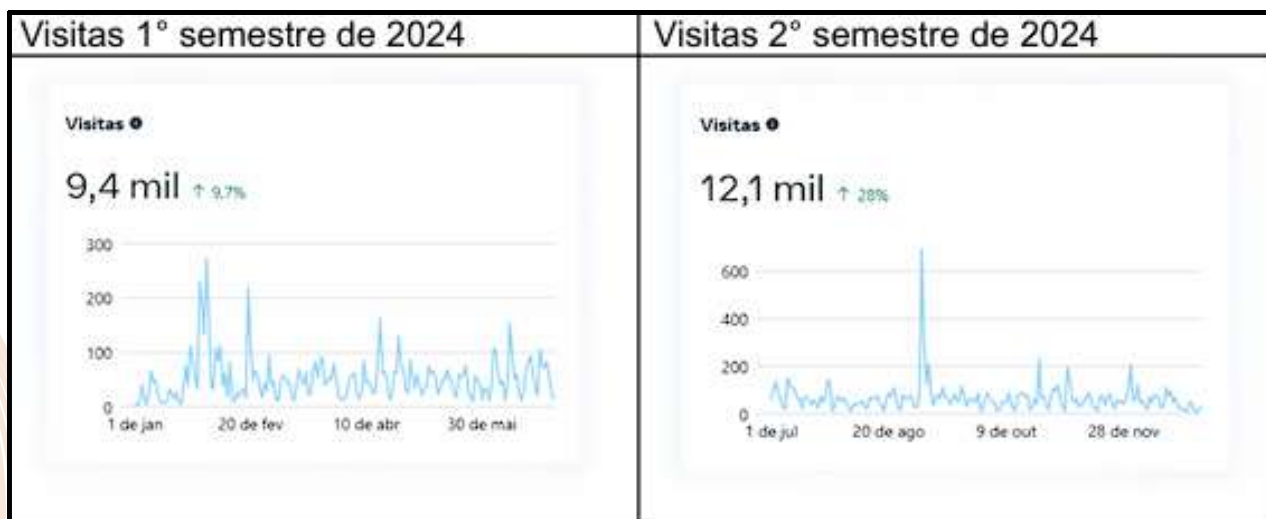 Visitas 1° semestre de 2024
Visitas
9,4 mil ↑ 9,7%
300
200
100
0
1 de jan 20 de fev 10 de abr 30 de mai
Visitas 2° semestre de 2024
Visitas
12,1 mil ↑ 28%
600
400
200
0
1 de jul 20 de ago 9 de out 28 de nov